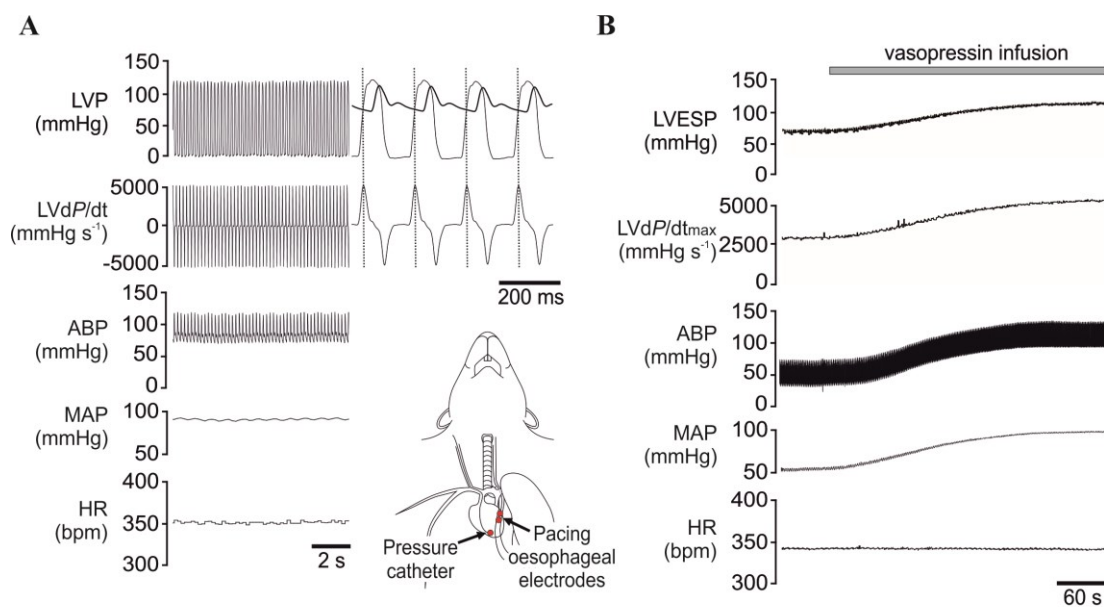 A
150
100
50
0
LVP
(mmHg)
5000
0
-5000
LVdP/dt
(mmHg s⁻¹)
200 ms
150
100
50
0
ABP
(mmHg)
100
50
MAP
(mmHg)
400
350
300
HR
(bpm)
2 s
Pressure
catheter
Pacing
oesophageal
electrodes
B
vasopressin infusion
150
100
50
0
LVESP
(mmHg)
5000
2500
0
LVdP/dtmax
(mmHg s⁻¹)
150
100
50
0
ABP
(mmHg)
100
50
MAP
(mmHg)
400
350
300
HR
(bpm)
60 s